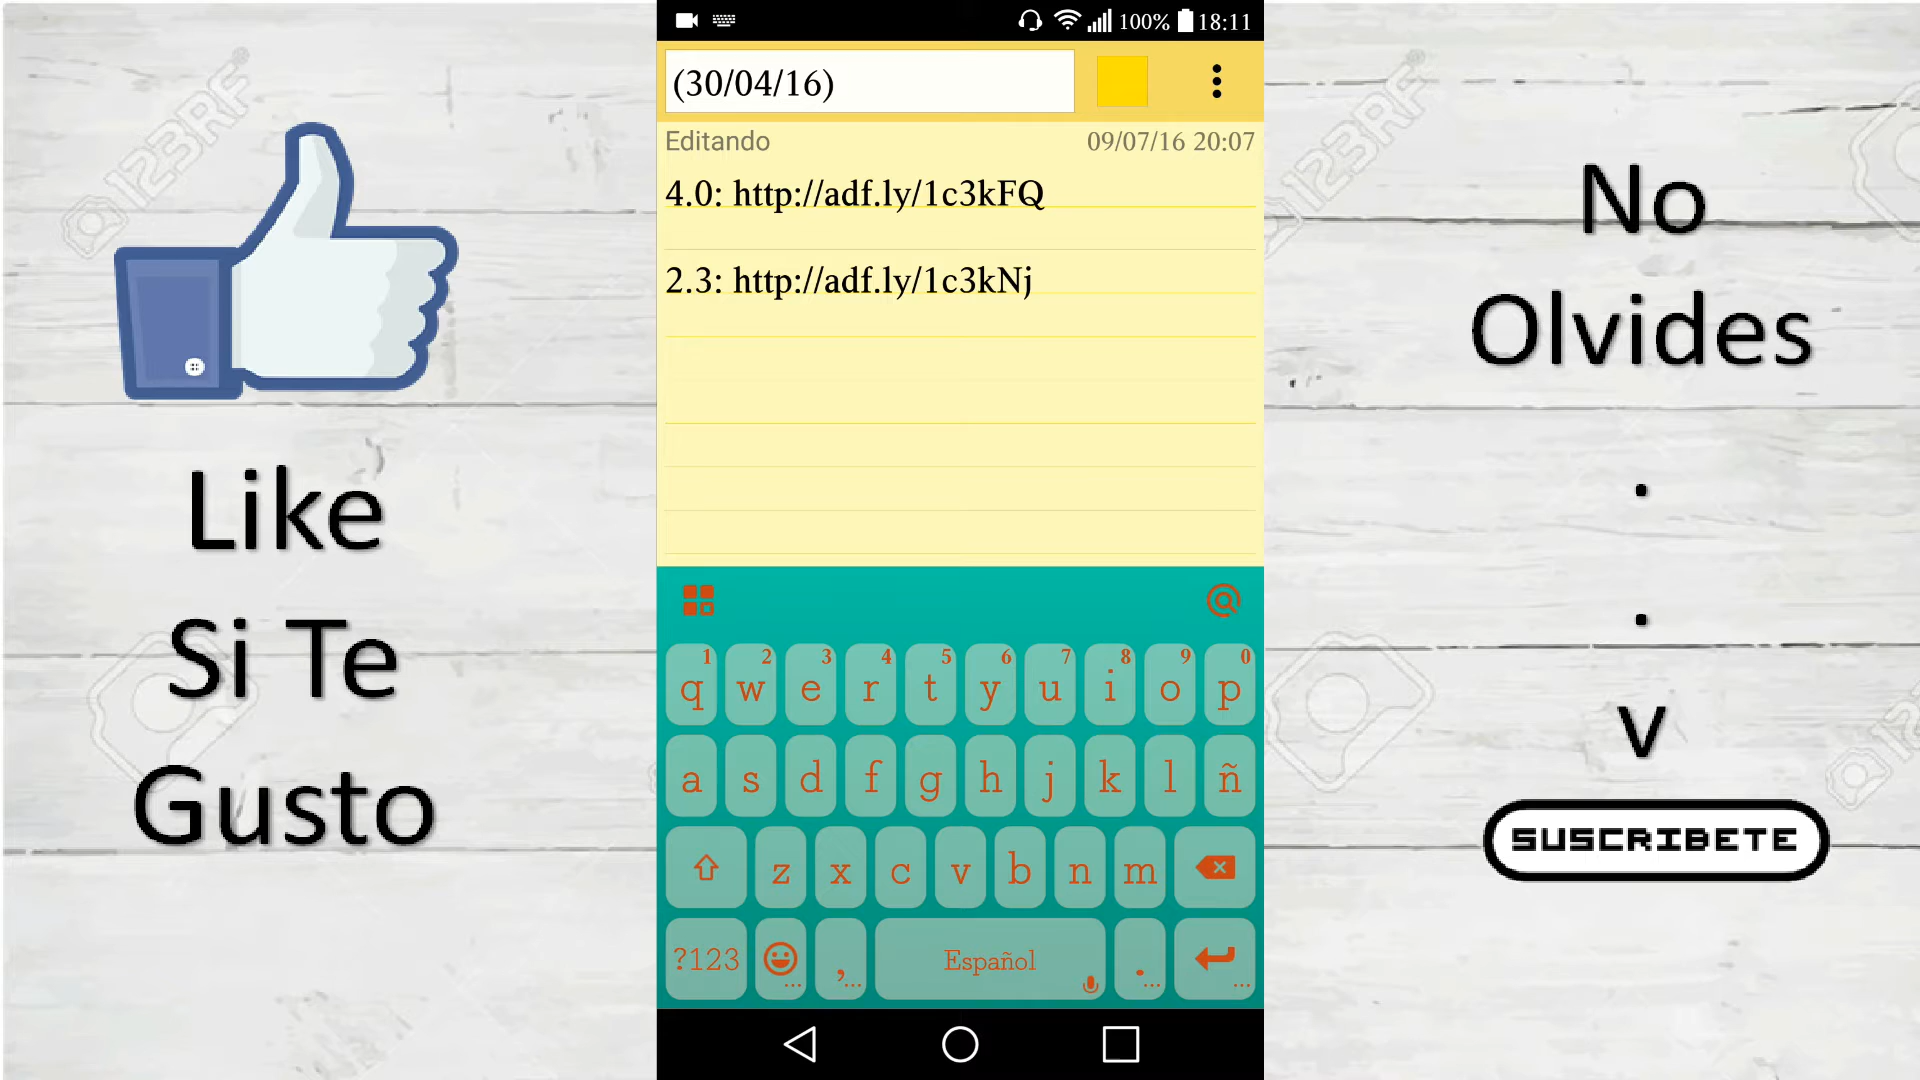 100% 18:11
(30/04/16)
Editando 09/07/16 20:07
4.0: http://adf.ly/1c3kFQ
2.3: http://adf.ly/1c3kNj
Like
Si Te
Gusto
No
Olvides
.
.
v
SUSCRIBETE
1 2 3 4 5 6 7 8 9 0
q w e r t y u i o p
a s d f g h j k l ñ
z x c v b n m
?123 , Español .
123RF
123RF